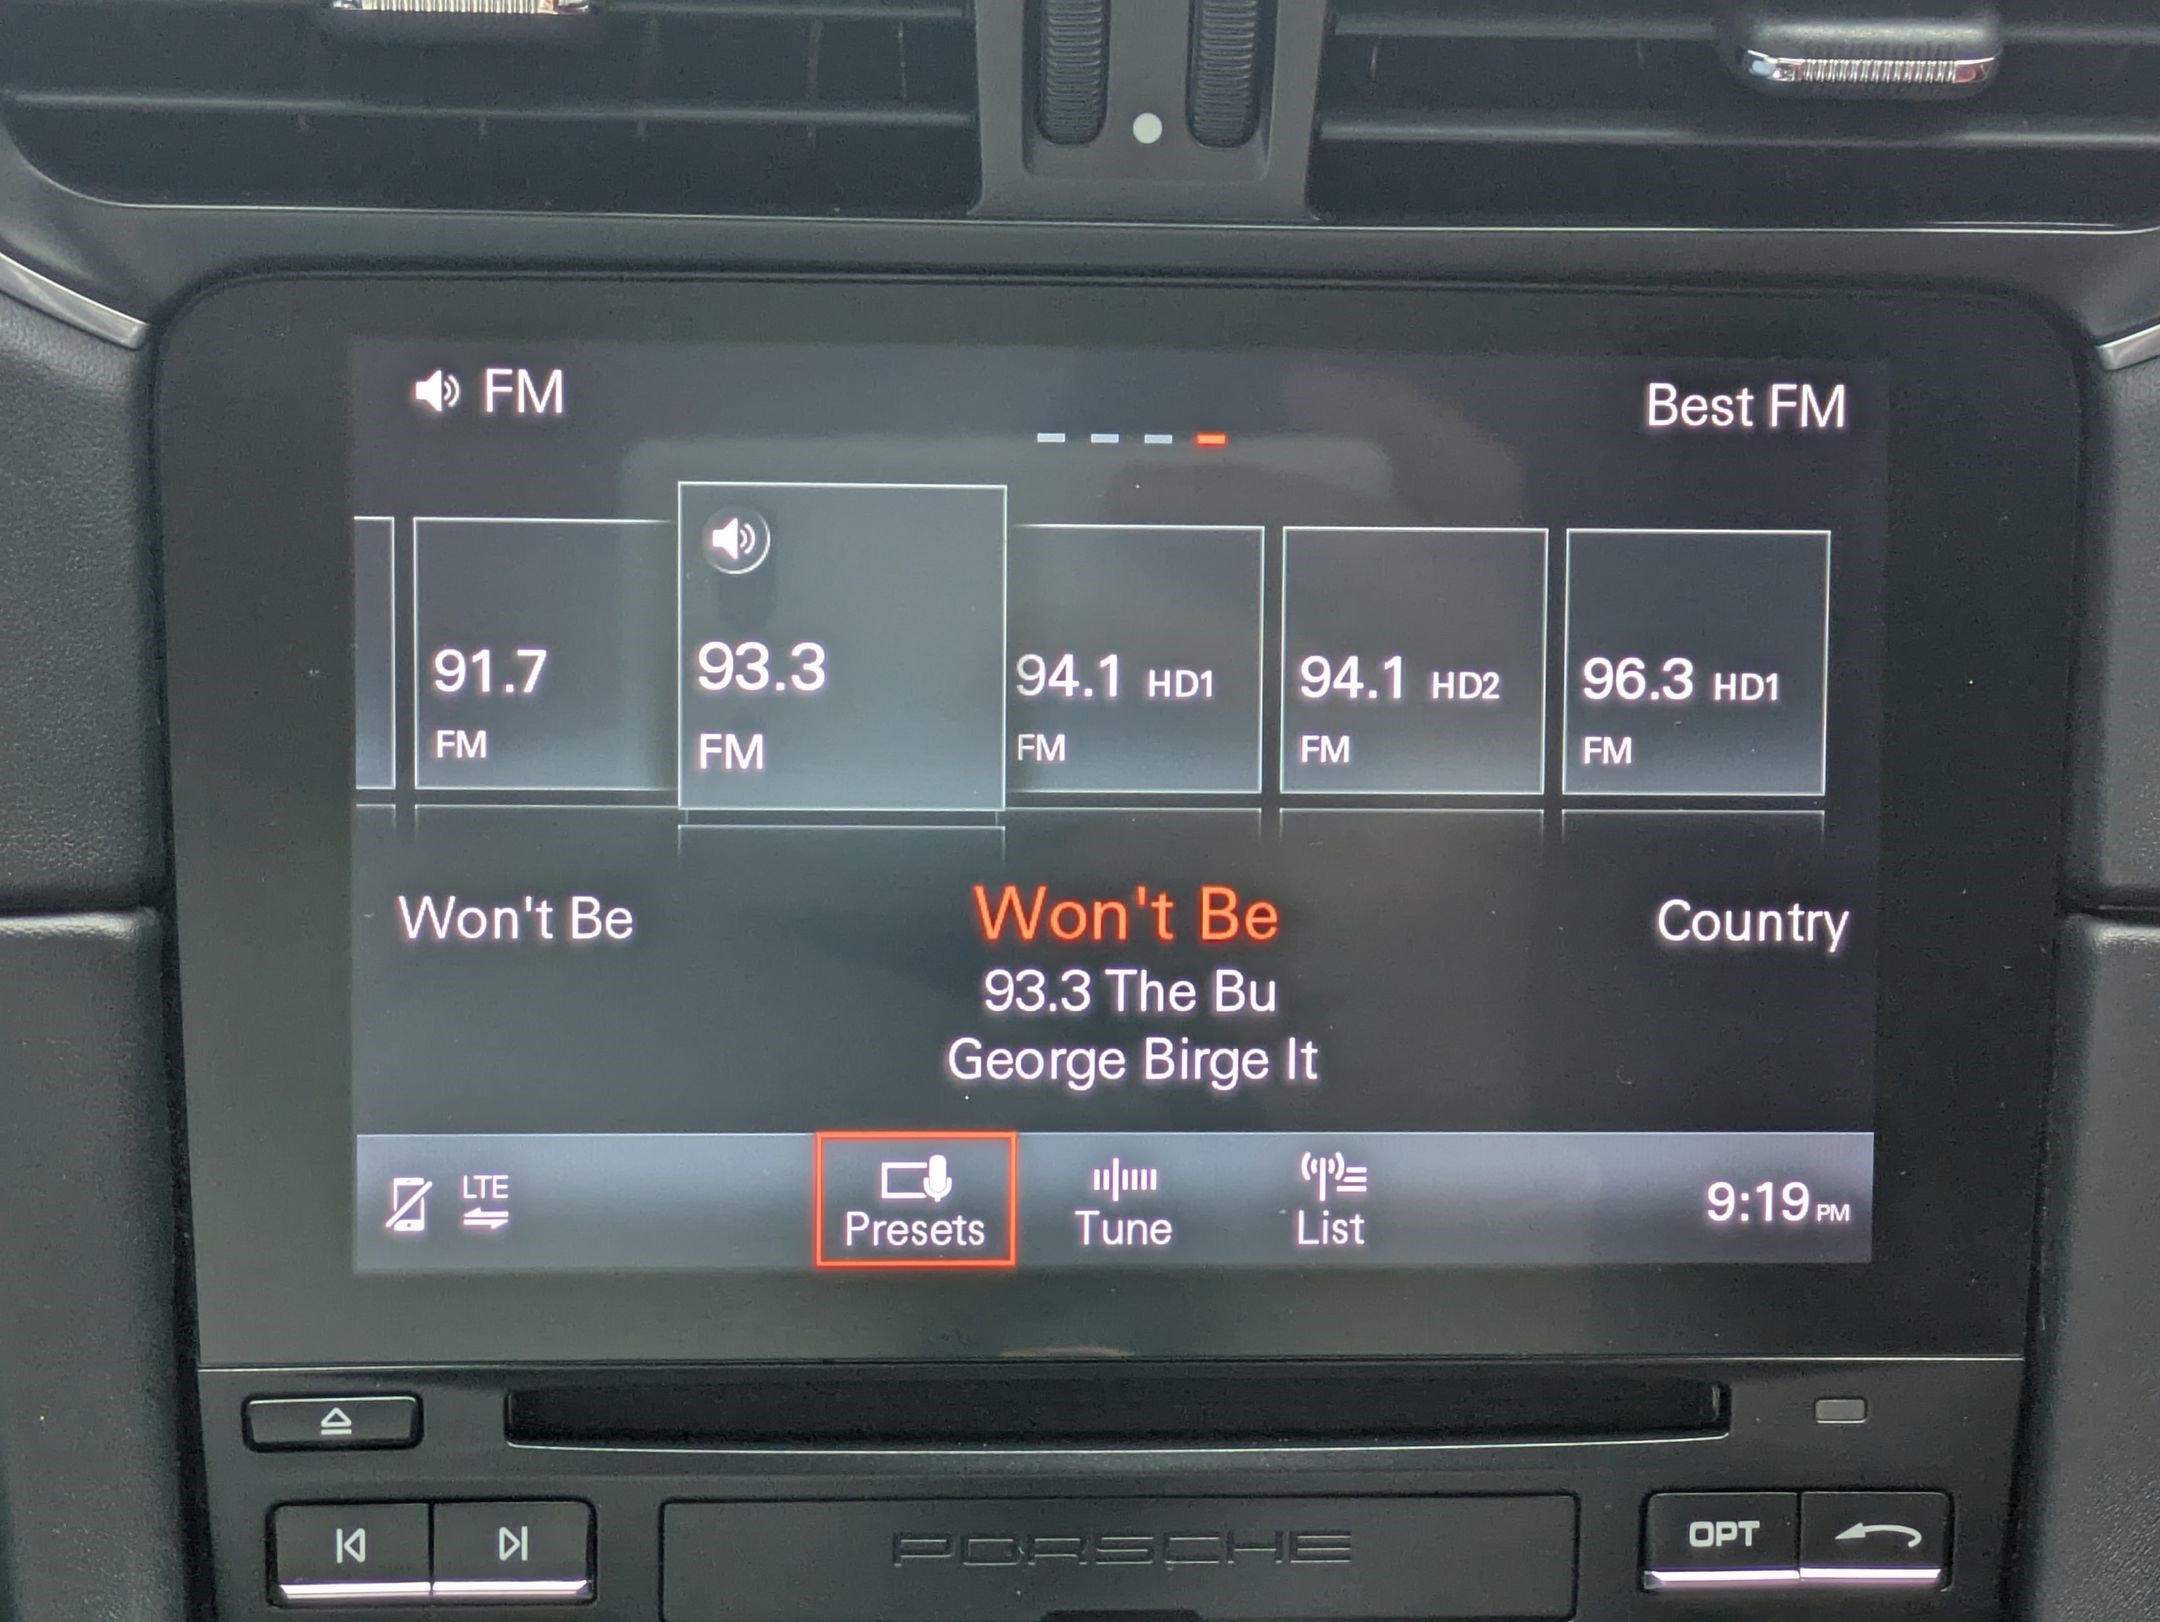 FM
Best FM
91.7
FM
93.3
FM
94.1 HD1
FM
94.1 HD2
FM
96.3 HD1
FM
Won't Be
Won't Be
Country
93.3 The Bu
George Birge It
LTE
Presets
Tune
List
9:19 PM
OPT
PORSCHE